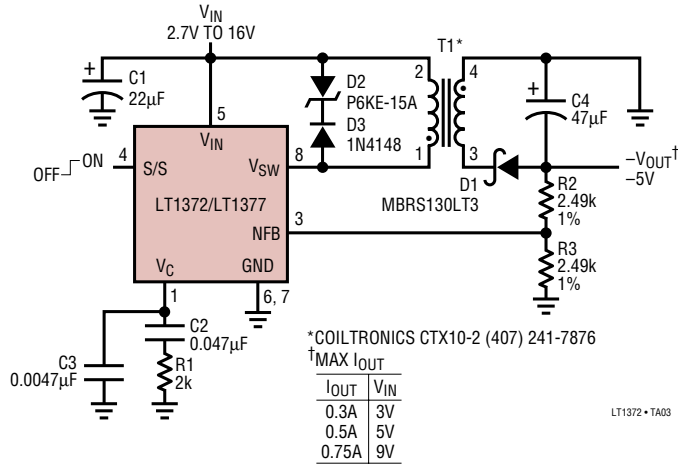 V_IN
2.7V TO 16V
T1*
+
C1
22µF
D2
P6KE-15A
D3
1N4148
2
4
+
C4
47µF
5
V_IN
OFF
ON
4
S/S
V_SW
8
1
3
D1
MBRS130LT3
–V_OUT†
–5V
LT1372/LT1377
R2
2.49k
1%
NFB
3
R3
2.49k
1%
V_C
GND
1
6, 7
C2
0.047µF
C3
0.0047µF
R1
2k
*COILTRONICS CTX10-2 (407) 241-7876
†MAX I_OUT
I_OUT V_IN
0.3A 3V
0.5A 5V
0.75A 9V
LT1372 • TA03